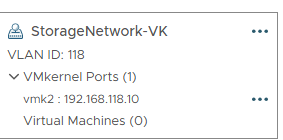 StorageNetwork-VK
VLAN ID: 118
VMkernel Ports (1)
vmk2 : 192.168.118.10
Virtual Machines (0)